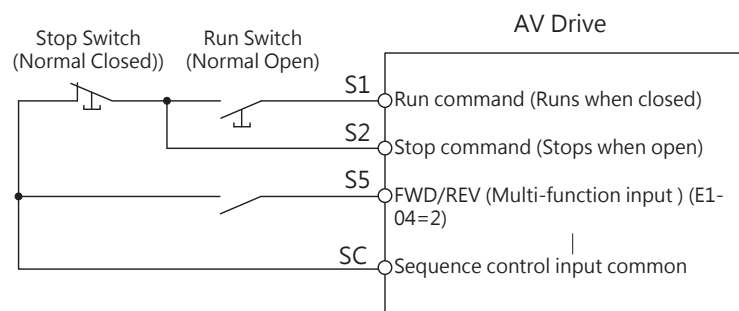 AV Drive
Stop Switch
(Normal Closed))
Run Switch
(Normal Open)
S1
Run command (Runs when closed)
S2
Stop command (Stops when open)
S5
FWD/REV (Multi-function input ) (E1-
04=2)
SC
Sequence control input common